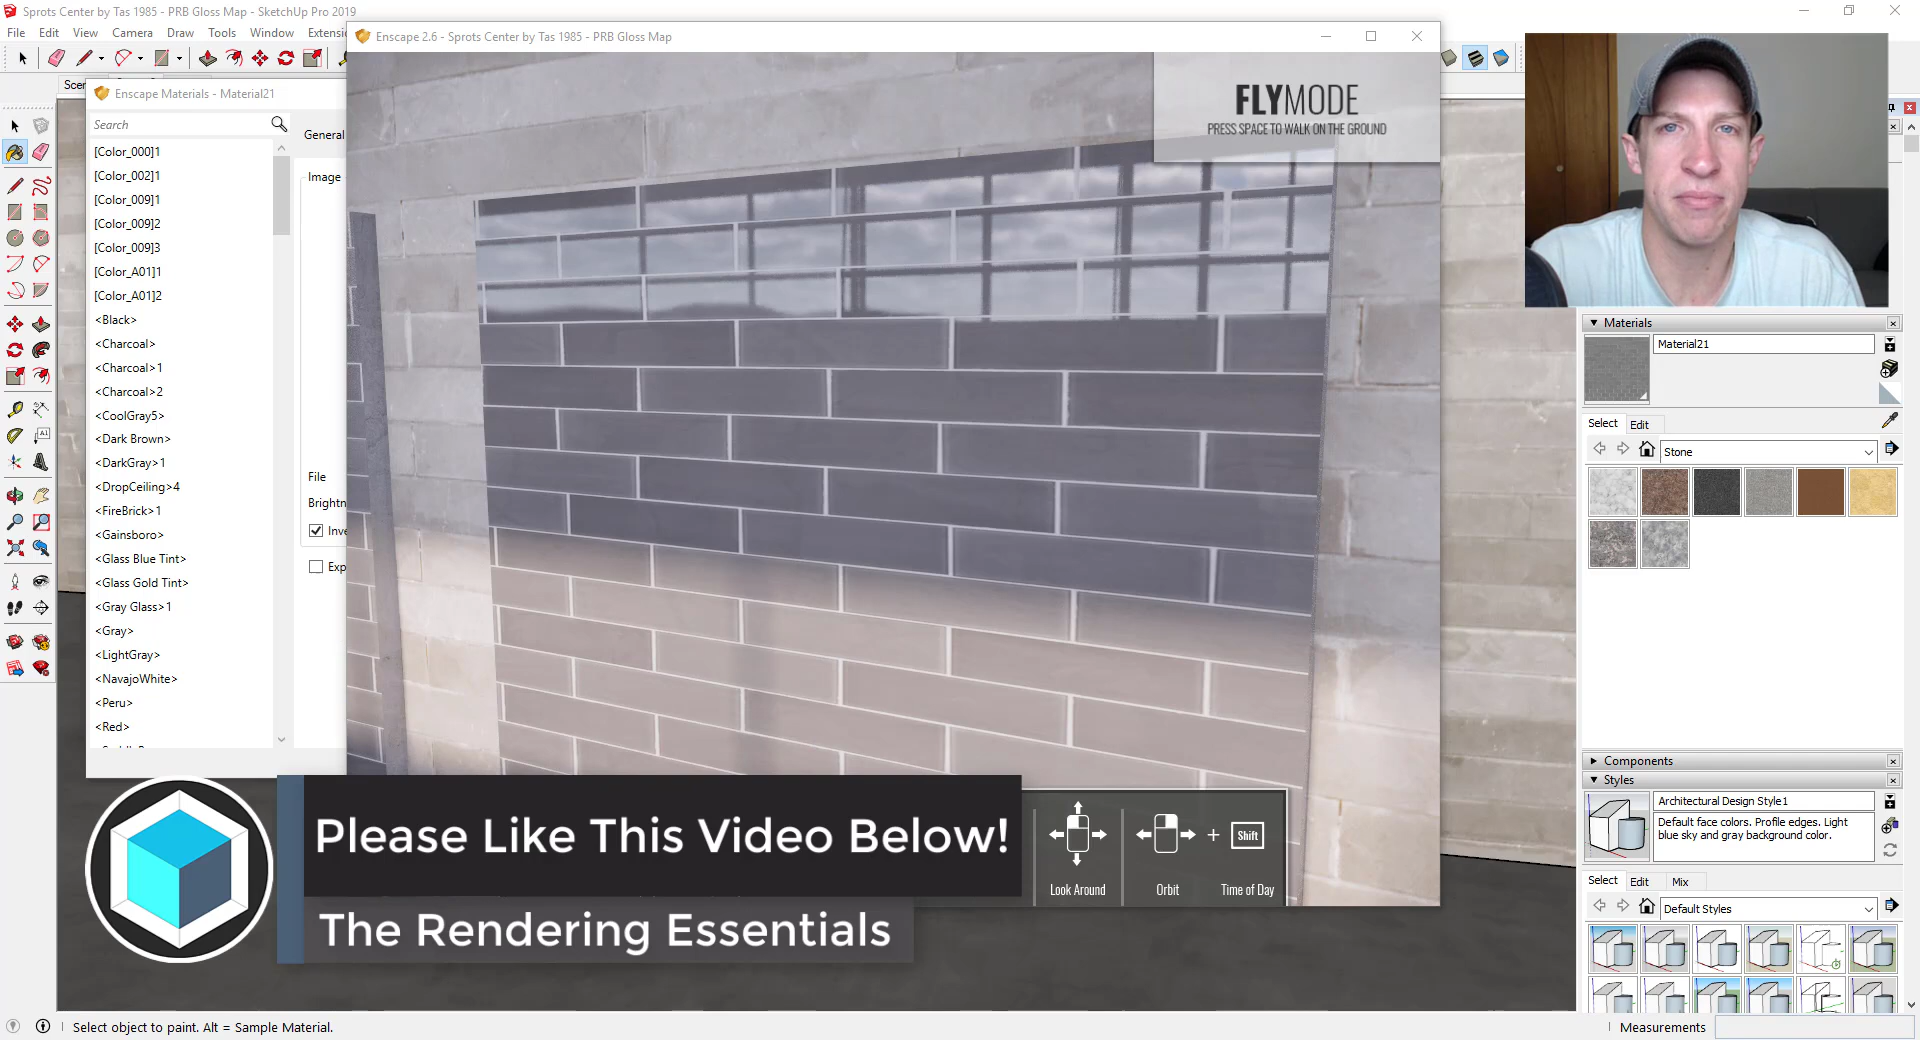 Sprots Center by Tas 1985 - PRB Gloss Map - SketchUp Pro 2019
File Edit View Camera Draw Tools Window Extensi
Enscape 2.6 - Sprots Center by Tas 1985 - PRB Gloss Map
Scer
Enscape Materials - Material21
Search
General
Image
[Color_000]1
[Color_002]1
[Color_009]1
[Color_009]2
[Color_009]3
[Color_A01]1
[Color_A01]2
<Black>
<Charcoal>
<Charcoal>1
<Charcoal>2
<CoolGray5>
<Dark Brown>
<DarkGray>1
<DropCeiling>4
<FireBrick>1
<Gainsboro>
<Glass Blue Tint>
<Glass Gold Tint>
<Gray Glass>1
<Gray>
<LightGray>
<NavajoWhite>
<Peru>
<Red>
File
Brightn
Inve
Exp
FLYMODE
PRESS SPACE TO WALK ON THE GROUND
Materials
Material21
Select Edit
Stone
Components
Styles
Architectural Design Style1
Default face colors. Profile edges. Light
blue sky and gray background color.
Select Edit Mix
Default Styles
Please Like This Video Below!
The Rendering Essentials
+ Shift
Look Around Orbit Time of Day
Select object to paint. Alt = Sample Material.
Measurements